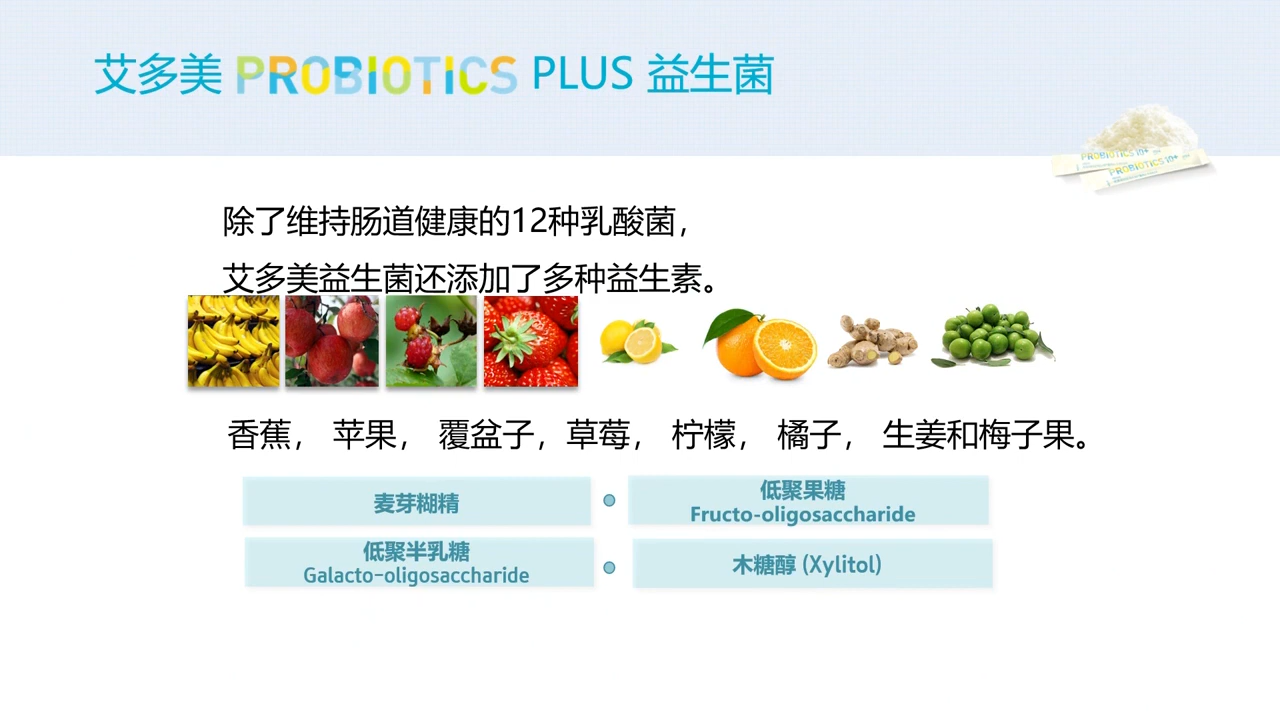 艾多美 PROBIOTICS PLUS 益生菌
PROBIOTICS 10+
PROBIOTICS 10+
除了维持肠道健康的12种乳酸菌，
艾多美益生菌还添加了多种益生素。
香蕉， 苹果， 覆盆子，草莓， 柠檬， 橘子， 生姜和梅子果。
麦芽糊精
低聚果糖
Fructo-oligosaccharide
低聚半乳糖
Galacto-oligosaccharide
木糖醇 (Xylitol)